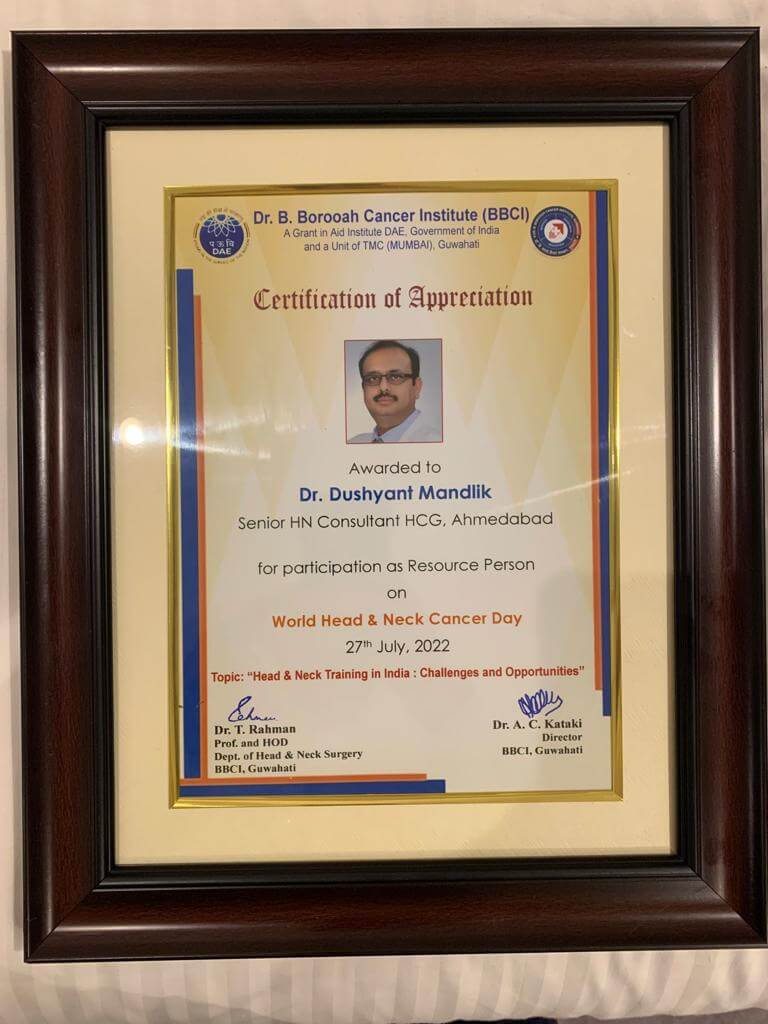 Dr. B. Borooah Cancer Institute (BBCI)
A Grant in Aid Institute DAE, Government of India
and a Unit of TMC (MUMBAI), Guwahati
प ऊ वि
DAE
Certification of Appreciation
Awarded to
Dr. Dushyant Mandlik
Senior HN Consultant HCG, Ahmedabad
for participation as Resource Person
on
World Head & Neck Cancer Day
27th July, 2022
Topic: “Head & Neck Training in India : Challenges and Opportunities”
Dr. T. Rahman
Prof. and HOD
Dept. of Head & Neck Surgery
BBCI, Guwahati
Dr. A. C. Kataki
Director
BBCI, Guwahati